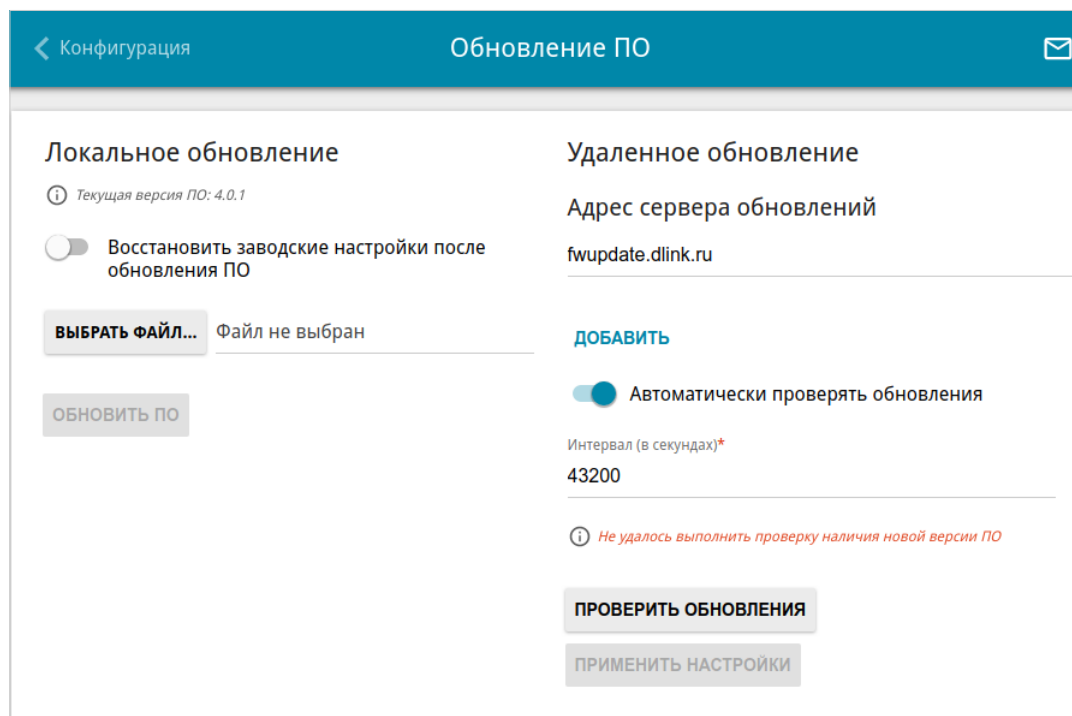 Конфигурация
Обновление ПО
Локальное обновление
Текущая версия ПО: 4.0.1
Восстановить заводские настройки после
обновления ПО
ВЫБРАТЬ ФАЙЛ...
Файл не выбран
ОБНОВИТЬ ПО
Удаленное обновление
Адрес сервера обновлений
fwupdate.dlink.ru
ДОБАВИТЬ
Автоматически проверять обновления
Интервал (в секундах)*
43200
Не удалось выполнить проверку наличия новой версии ПО
ПРОВЕРИТЬ ОБНОВЛЕНИЯ
ПРИМЕНИТЬ НАСТРОЙКИ